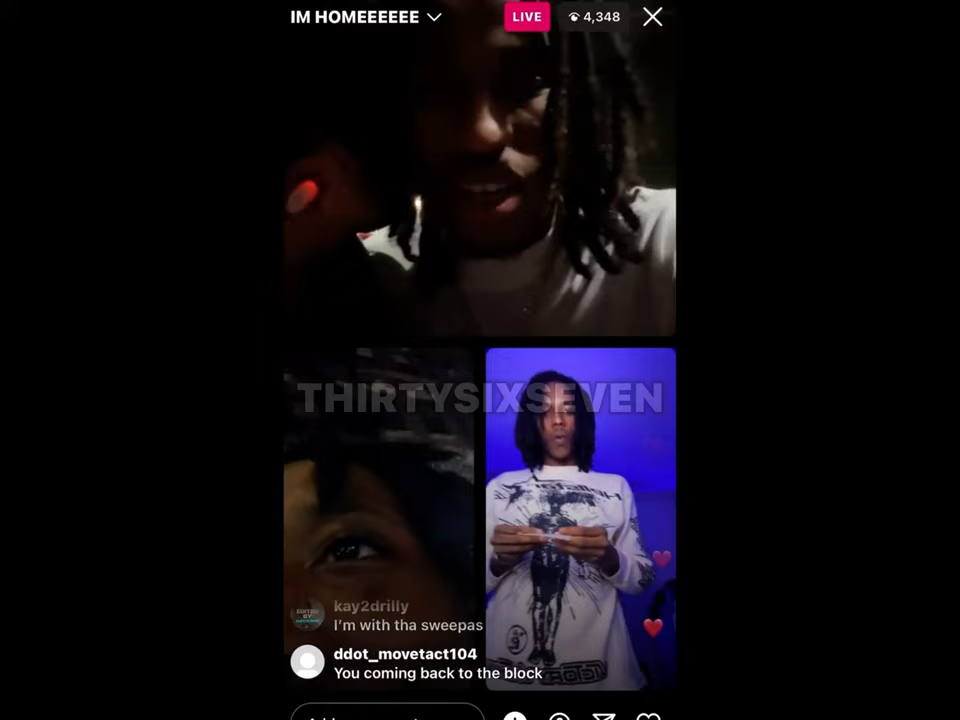 IM HOMEEEEEE
LIVE
4,348
THIRTYSIXSEVEN
kay2drilly
I'm with tha sweepas
ddot_movetact104
You coming back to the block